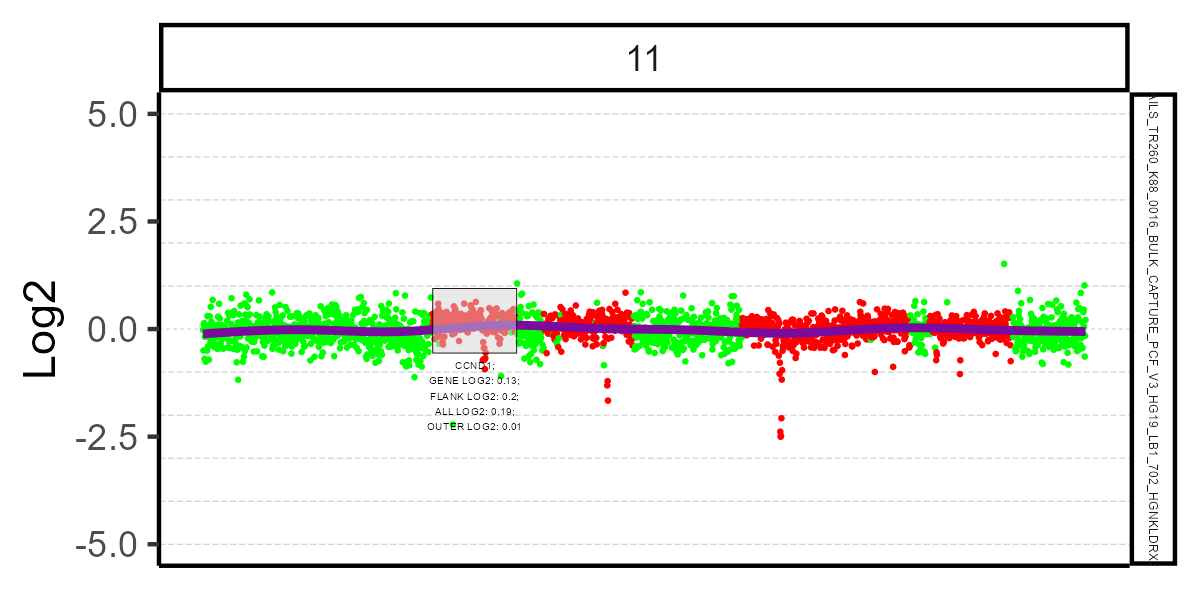 11
5.0
2.5
0.0
-2.5
-5.0
Log2
CCND1;
GENE LOG2: 0.13;
FLANK LOG2: 0.2;
ALL LOG2: 0.19;
OUTER LOG2: 0.01
AILS_TR260_K88_0016_BULK_CAPTURE_PCF_V3_HG19_LB1_702_HGNKLDRX